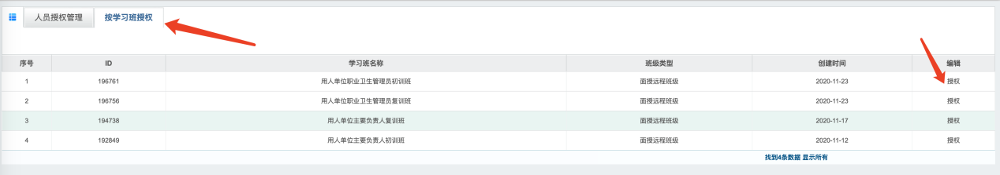 人员授权管理 按学习班授权
序号 ID 学习班名称 班级类型 创建时间 编辑
1 196761 用人单位职业卫生管理员初训班 面授远程班级 2020-11-23 授权
2 196756 用人单位职业卫生管理员复训班 面授远程班级 2020-11-23 授权
3 194738 用人单位主要负责人复训班 面授远程班级 2020-11-17 授权
4 192849 用人单位主要负责人初训班 面授远程班级 2020-11-12 授权
找到4条数据 显示所有